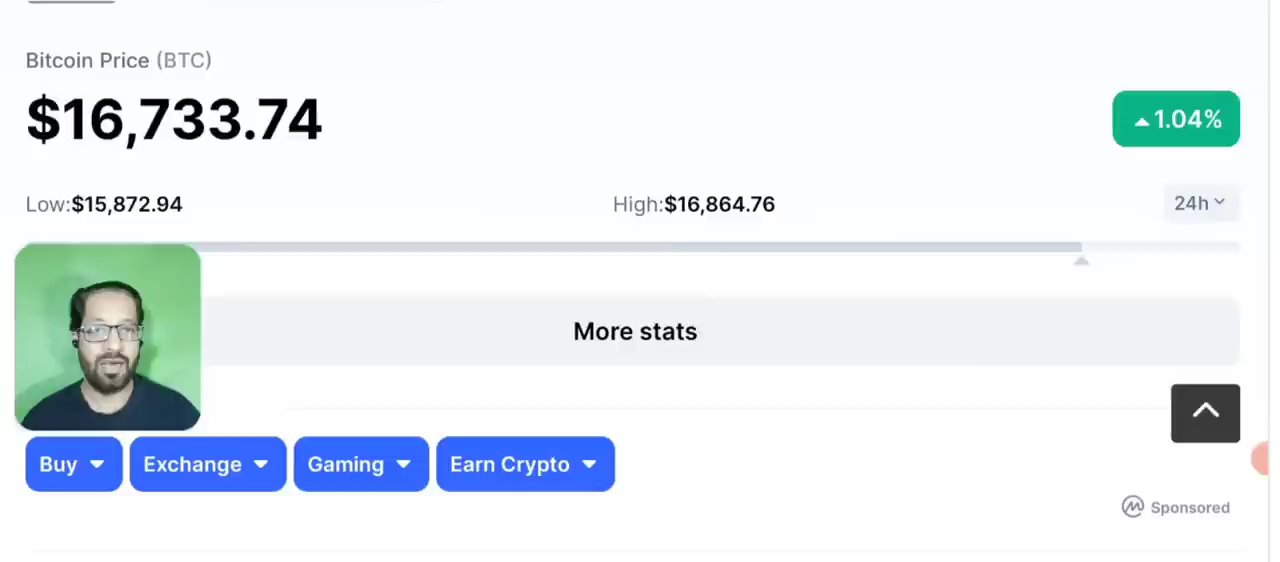 Bitcoin Price (BTC)
$16,733.74
1.04%
Low:$15,872.94
High:$16,864.76
24h
More stats
Buy
Exchange
Gaming
Earn Crypto
Sponsored